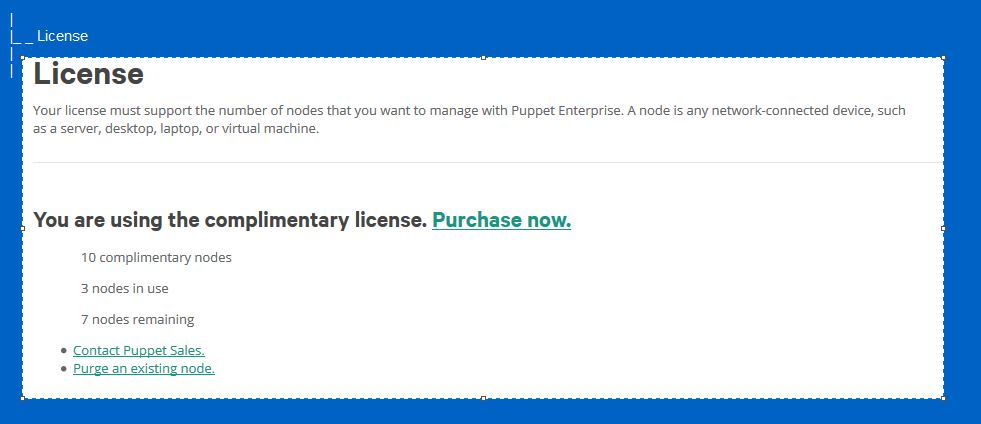 |
|_ _ License
|
|
License
Your license must support the number of nodes that you want to manage with Puppet Enterprise. A node is any network-connected device, such
as a server, desktop, laptop, or virtual machine.
You are using the complimentary license. Purchase now.
10 complimentary nodes
3 nodes in use
7 nodes remaining
• Contact Puppet Sales.
• Purge an existing node.